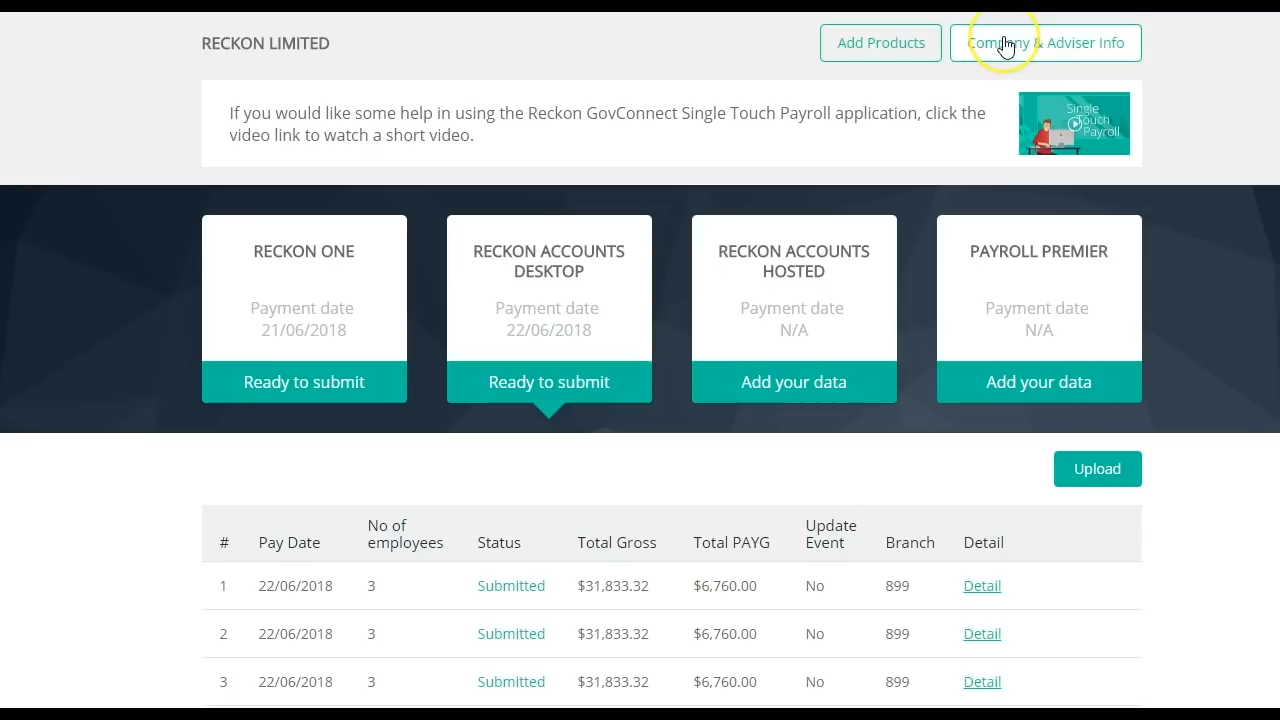 RECKON LIMITED
Add Products
Company & Adviser Info
If you would like some help in using the Reckon GovConnect Single Touch Payroll application, click the
video link to watch a short video.
Single
Touch
Payroll
RECKON ONE
Payment date
21/06/2018
Ready to submit
RECKON ACCOUNTS
DESKTOP
Payment date
22/06/2018
Ready to submit
RECKON ACCOUNTS
HOSTED
Payment date
N/A
Add your data
PAYROLL PREMIER
Payment date
N/A
Add your data
Upload
# Pay Date No of employees Status Total Gross Total PAYG Update Event Branch Detail
1 22/06/2018 3 Submitted $31,833.32 $6,760.00 No 899 Detail
2 22/06/2018 3 Submitted $31,833.32 $6,760.00 No 899 Detail
3 22/06/2018 3 Submitted $31,833.32 $6,760.00 No 899 Detail